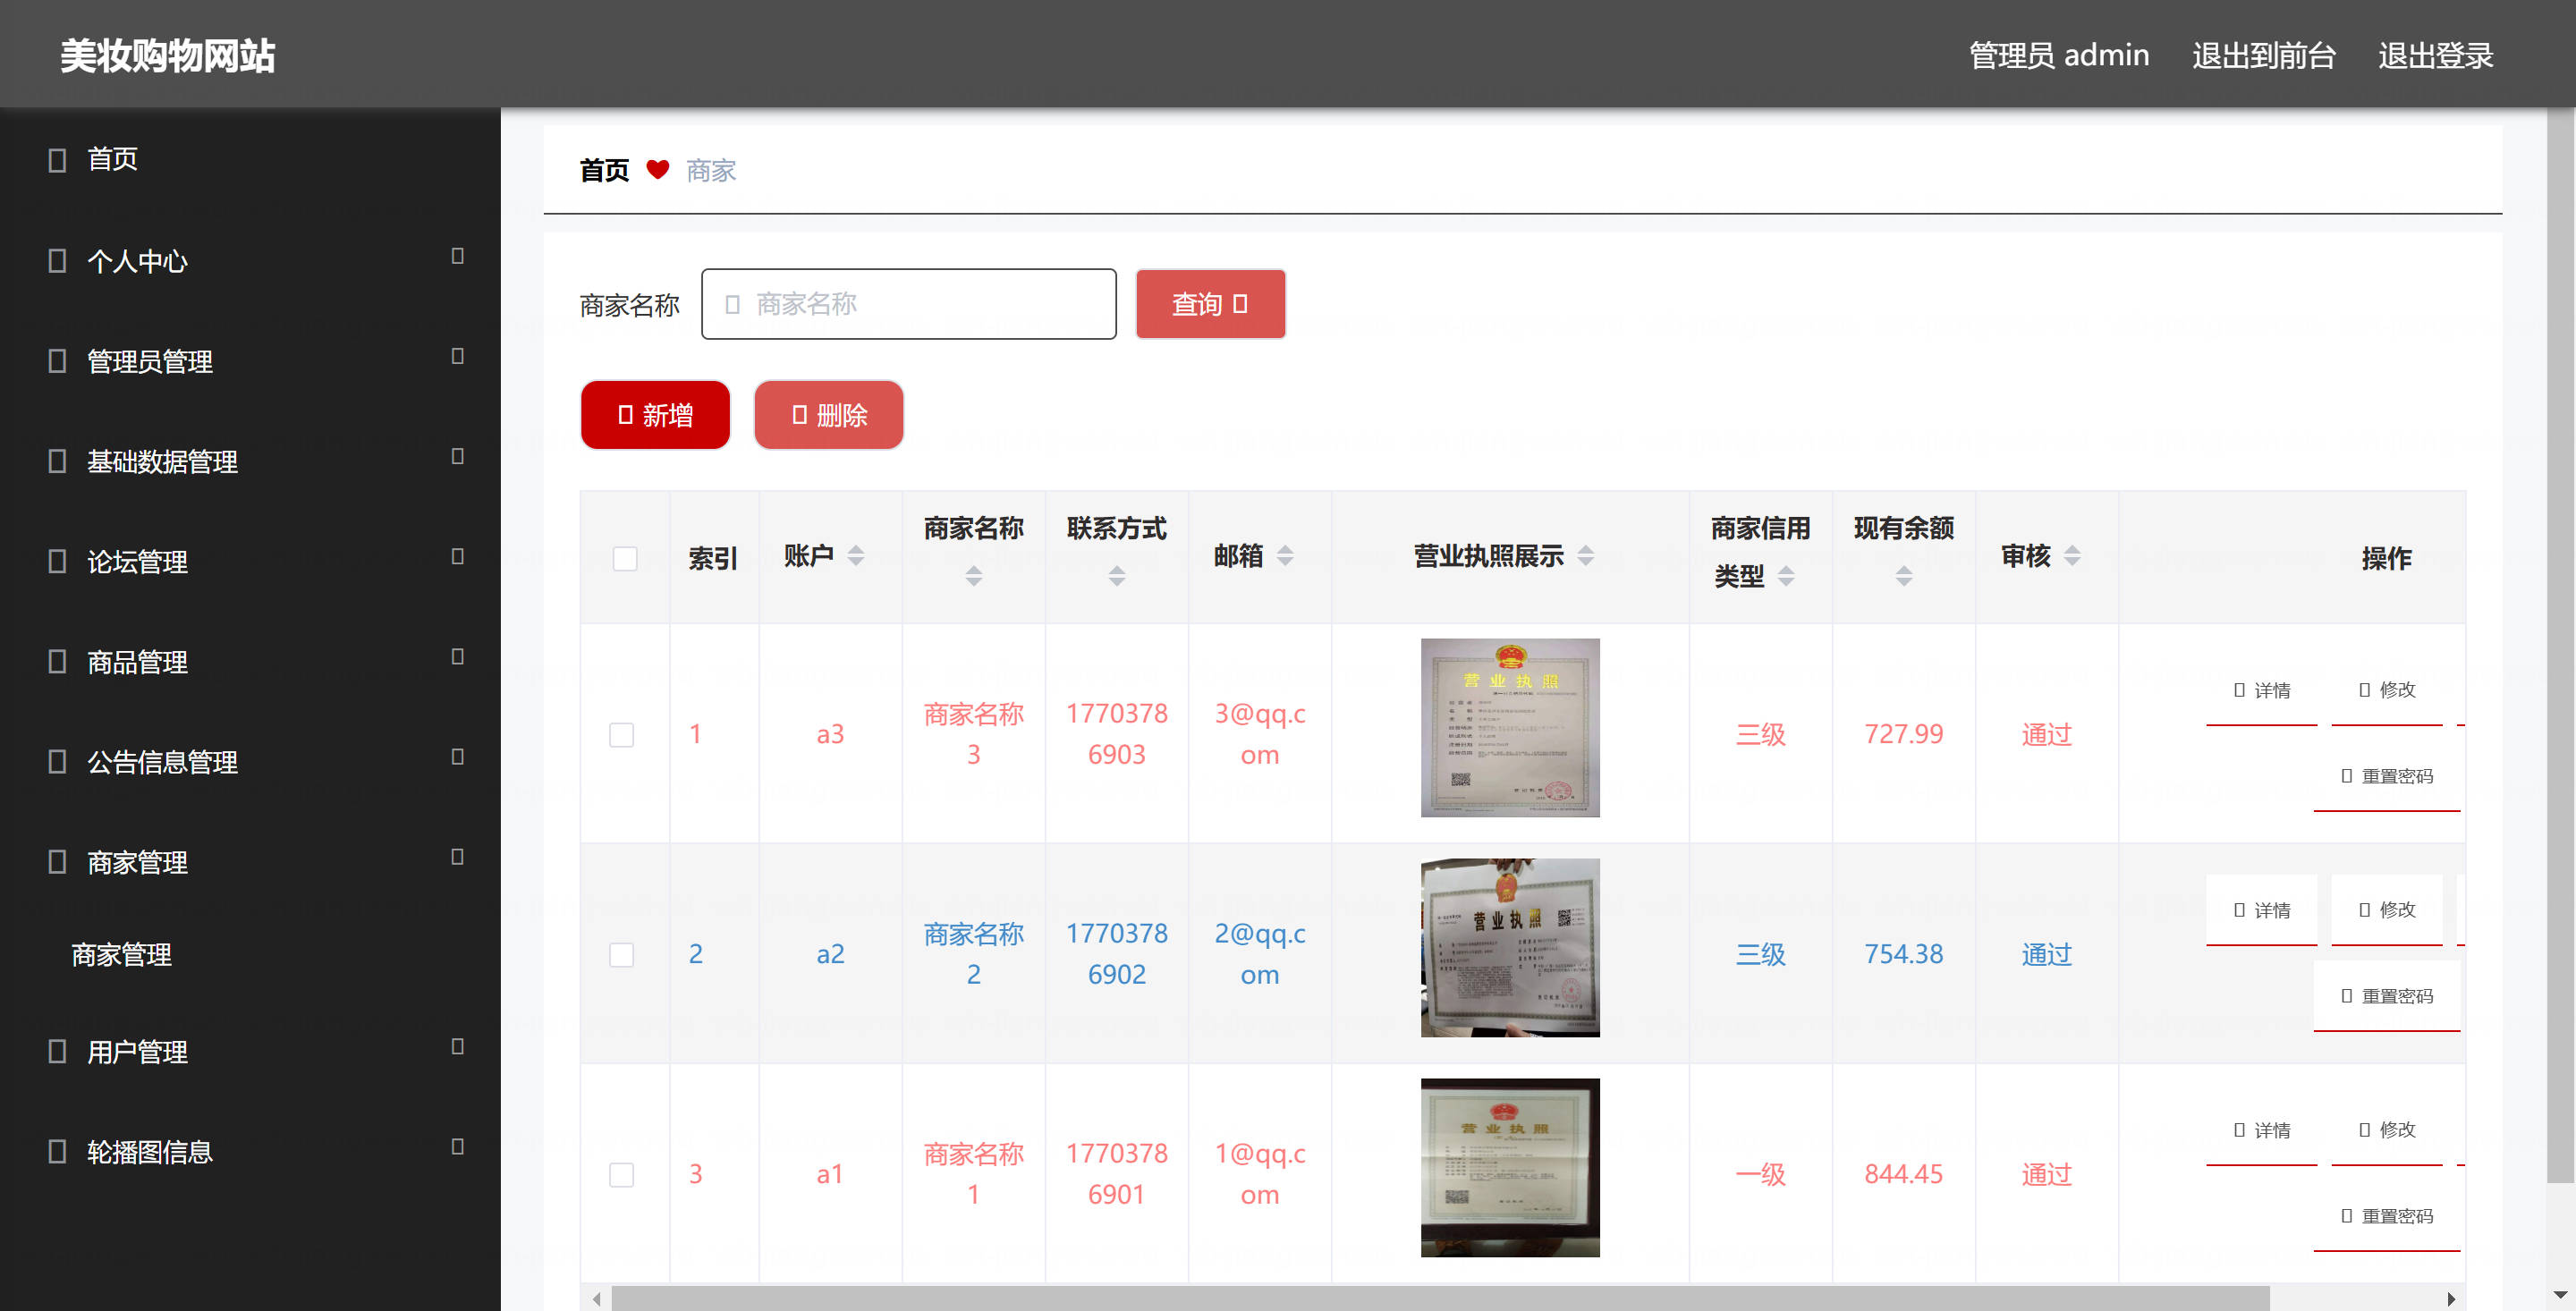 美妆购物网站
管理员 admin 退出到前台 退出登录
首页
个人中心
管理员管理
基础数据管理
论坛管理
商品管理
公告信息管理
商家管理
商家管理
用户管理
轮播图信息
首页 商家
商家名称 商家名称 查询
新增 删除
索引 账户 商家名称 联系方式 邮箱 营业执照展示 商家信用类型 现有余额 审核 操作
1 a3 商家名称3 17703786903 3@qq.com 三级 727.99 通过 详情 修改
重置密码
营业执照
2 a2 商家名称2 17703786902 2@qq.com 三级 754.38 通过 详情 修改
重置密码
营业执照
3 a1 商家名称1 17703786901 1@qq.com 一级 844.45 通过 详情 修改
重置密码
营业执照